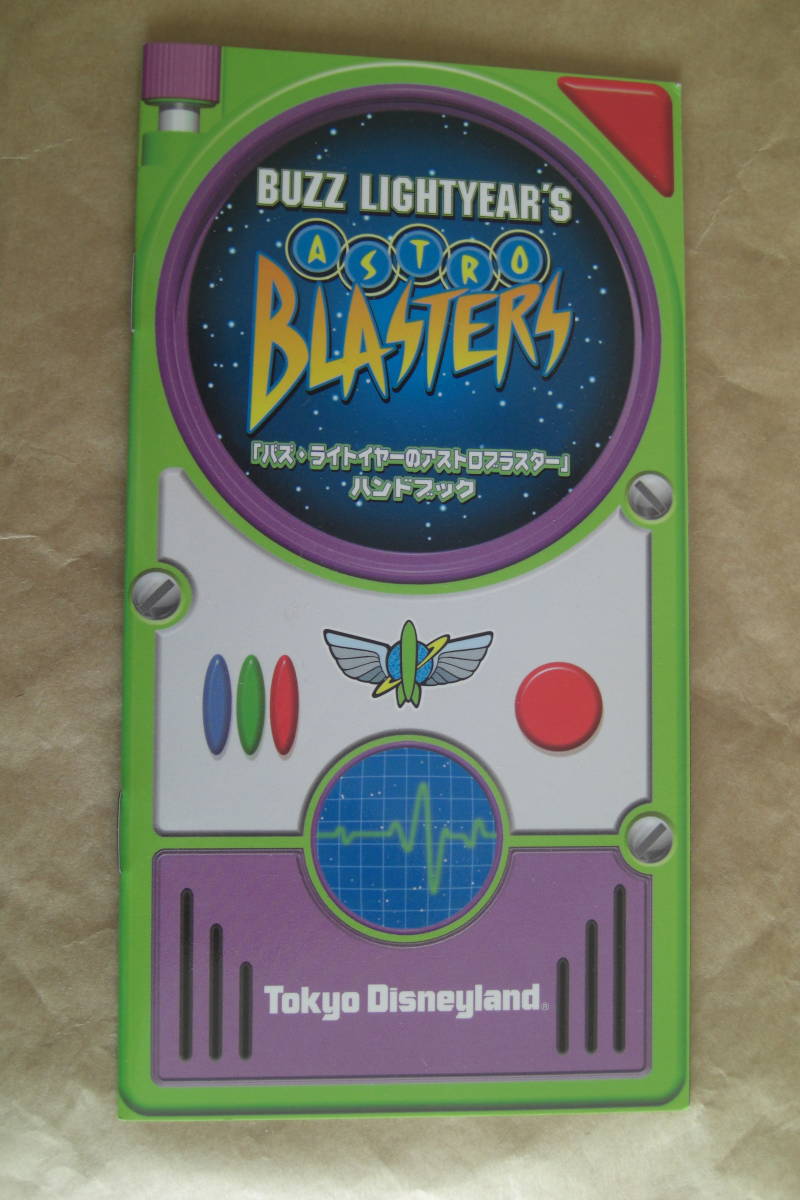 BUZZ LIGHTYEAR'S
ASTRO
BLASTERS
「バズ・ライトイヤーのアストロブラスター」
ハンドブック
Tokyo Disneyland®